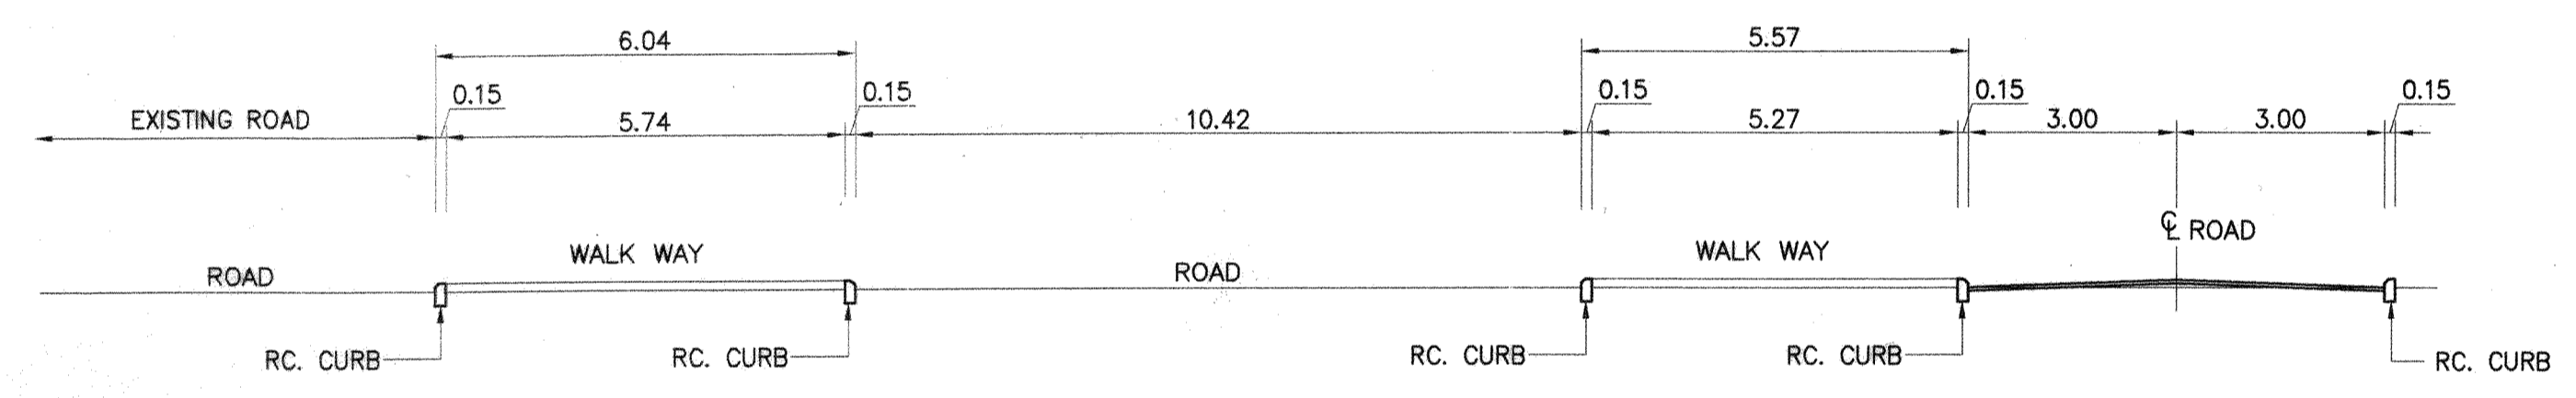 6.04
5.57
0.15
0.15
0.15
0.15
0.15
EXISTING ROAD
5.74
10.42
5.27
3.00
3.00
℄ ROAD
WALK WAY
WALK WAY
ROAD
ROAD
RC. CURB
RC. CURB
RC. CURB
RC. CURB
RC. CURB